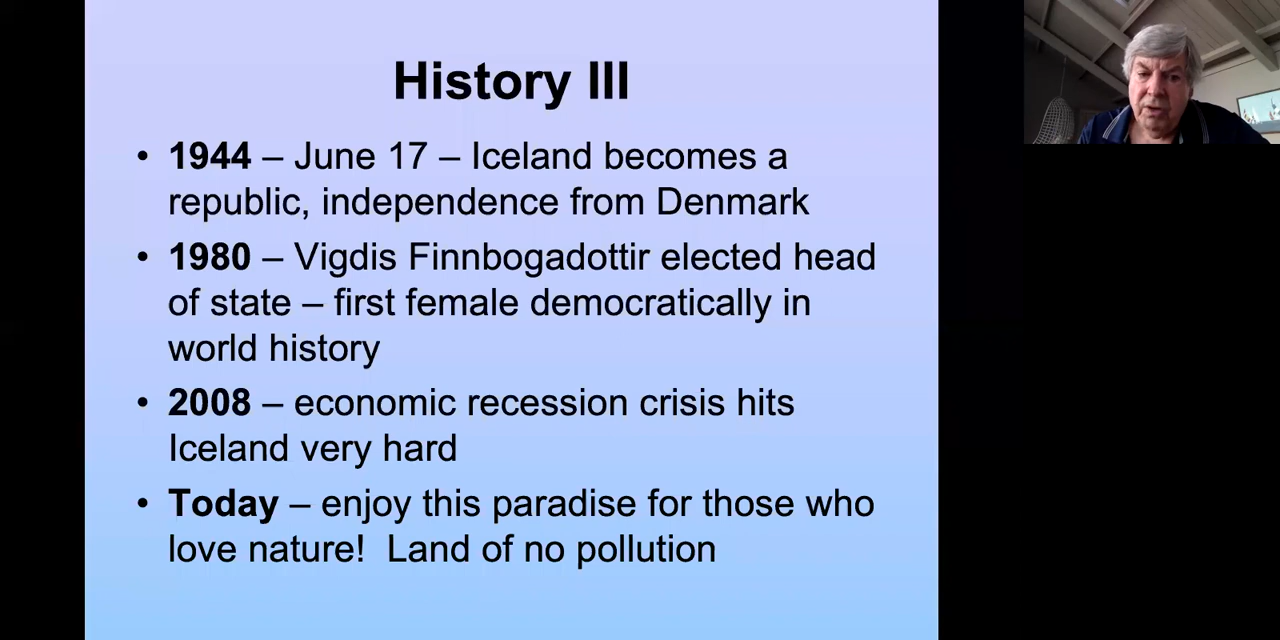 History III
• 1944 – June 17 – Iceland becomes a
republic, independence from Denmark
• 1980 – Vigdis Finnbogadottir elected head
of state – first female democratically in
world history
• 2008 – economic recession crisis hits
Iceland very hard
• Today – enjoy this paradise for those who
love nature!  Land of no pollution